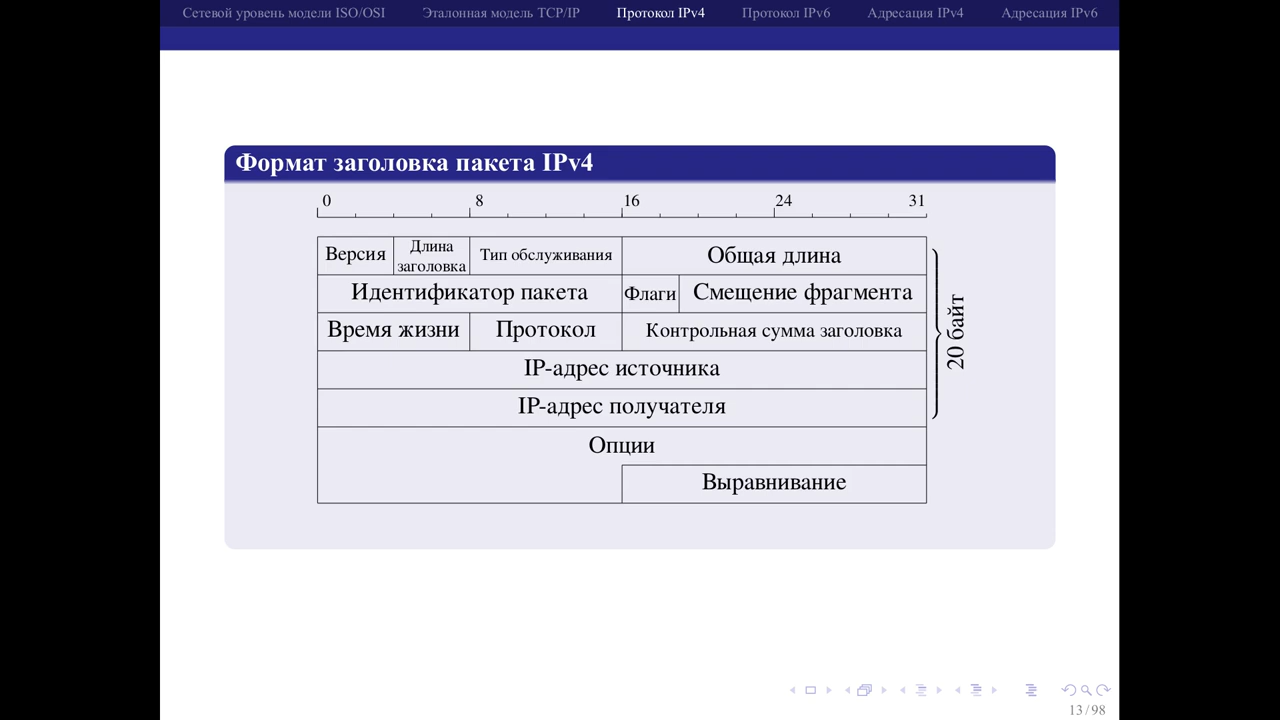 Сетевой уровень модели ISO/OSI Эталонная модель TCP/IP Протокол IPv4 Протокол IPv6 Адресация IPv4 Адресация IPv6
Формат заголовка пакета IPv4
0 8 16 24 31
Версия Длина заголовка Тип обслуживания Общая длина
Идентификатор пакета Флаги Смещение фрагмента
Время жизни Протокол Контрольная сумма заголовка
IP-адрес источника
IP-адрес получателя
20 байт
Опции
Выравнивание
13 / 98